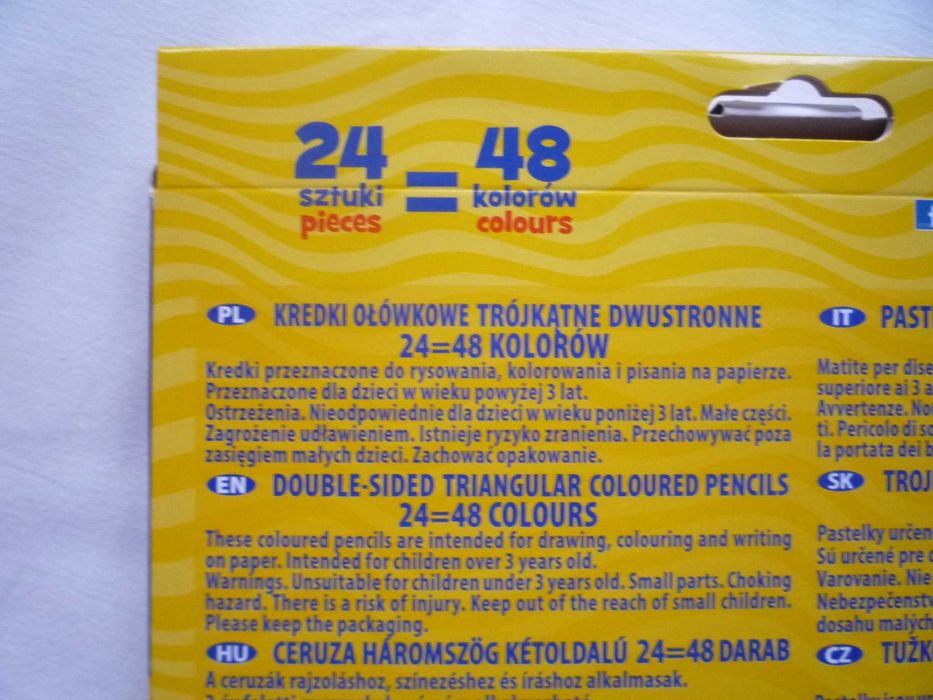 24 = 48
sztuki kolorów
pieces colours
f
PL KREDKI OŁÓWKOWE TRÓJKĄTNE DWUSTRONNE
24=48 KOLORÓW
Kredki przeznaczone do rysowania, kolorowania i pisania na papierze.
Przeznaczone dla dzieci w wieku powyżej 3 lat.
Ostrzeżenia. Nieodpowiednie dla dzieci w wieku poniżej 3 lat. Małe części.
Zagrożenie udławieniem. Istnieje ryzyko zranienia. Przechowywać poza
zasięgiem małych dzieci. Zachować opakowanie.
EN DOUBLE-SIDED TRIANGULAR COLOURED PENCILS
24=48 COLOURS
These coloured pencils are intended for drawing, colouring and writing
on paper. Intended for children over 3 years old.
Warnings. Unsuitable for children under 3 years old. Small parts. Choking
hazard. There is a risk of injury. Keep out of the reach of small children.
Please keep the packaging.
HU CERUZA HÁROMSZÖG KÉTOLDALÚ 24=48 DARAB
A ceruzák rajzoláshoz, színezéshez és íráshoz alkalmasak.
IT PAST
Matite per dise
superiore ai 3 a
Avvertenze. No
ti. Pericolo di so
la portata dei b
SK TROJ
Pastelky určen
Sú určené pre d
Varovanie. Nie
Nebezpečenstv
dosahu malých
CZ TUŽK